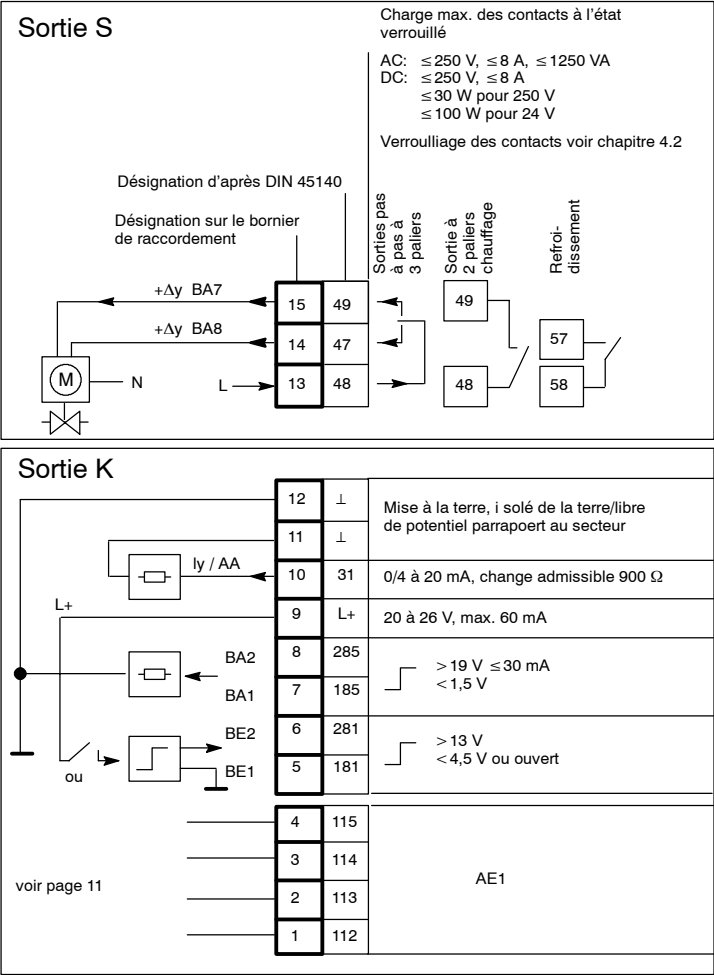 Sortie S
Charge max. des contacts à l'état
verrouillé
AC: ≤250 V, ≤8 A, ≤1250 VA
DC: ≤250 V, ≤8 A
≤30 W pour 250 V
≤100 W pour 24 V
Verroulliage des contacts voir chapitre 4.2
Désignation d'après DIN 45140
Désignation sur le bornier
de raccordement
Sorties pas
à pas à
3 paliers
Sortie à
2 paliers
chauffage
Refroi-
dissement
+Δy BA7
15 49
49
+Δy BA8
14 47
57
M
N
L
13 48
48
58
Sortie K
12 ⊥
Mise à la terre, i solé de la terre/libre
de potentiel parrapoert au secteur
11 ⊥
Iy / AA
10 31
0/4 à 20 mA, change admissible 900 Ω
L+
9 L+
20 à 26 V, max. 60 mA
BA2
8 285
>19 V ≤30 mA
<1,5 V
BA1
7 185
BE2
6 281
>13 V
<4,5 V ou ouvert
L
ou
BE1
5 181
4 115
3 114
AE1
voir page 11
2 113
1 112